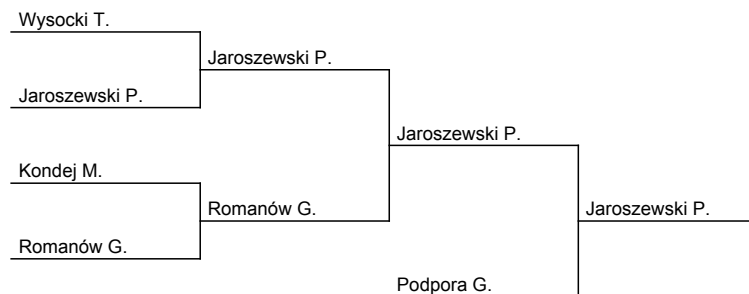 Wysocki T.
Jaroszewski P.
Jaroszewski P.
Jaroszewski P.
Kondej M.
Romanów G.
Jaroszewski P.
Romanów G.
Podpora G.